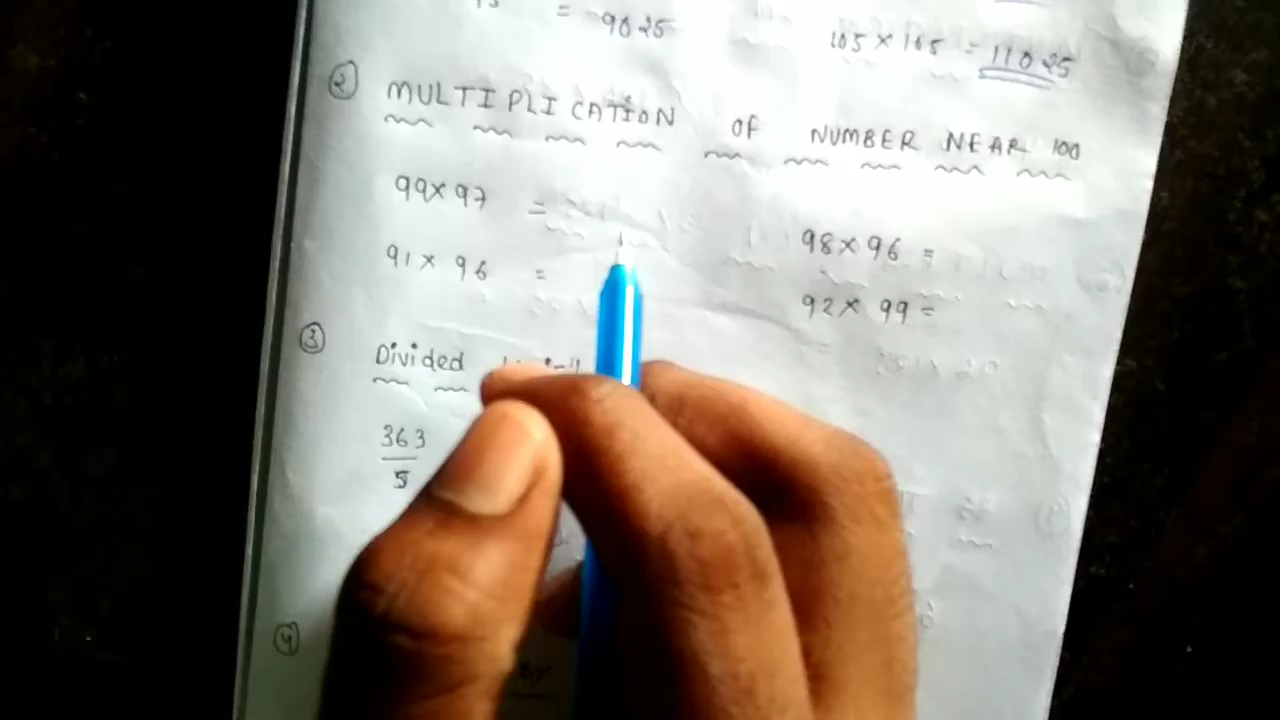 = 9025
105 × 105 = 11025
② MULTIPLICATION OF NUMBER NEAR 100
99 × 97 =
98 × 96 =
91 × 96 =
92 × 99 =
③ Divided
363
5
④